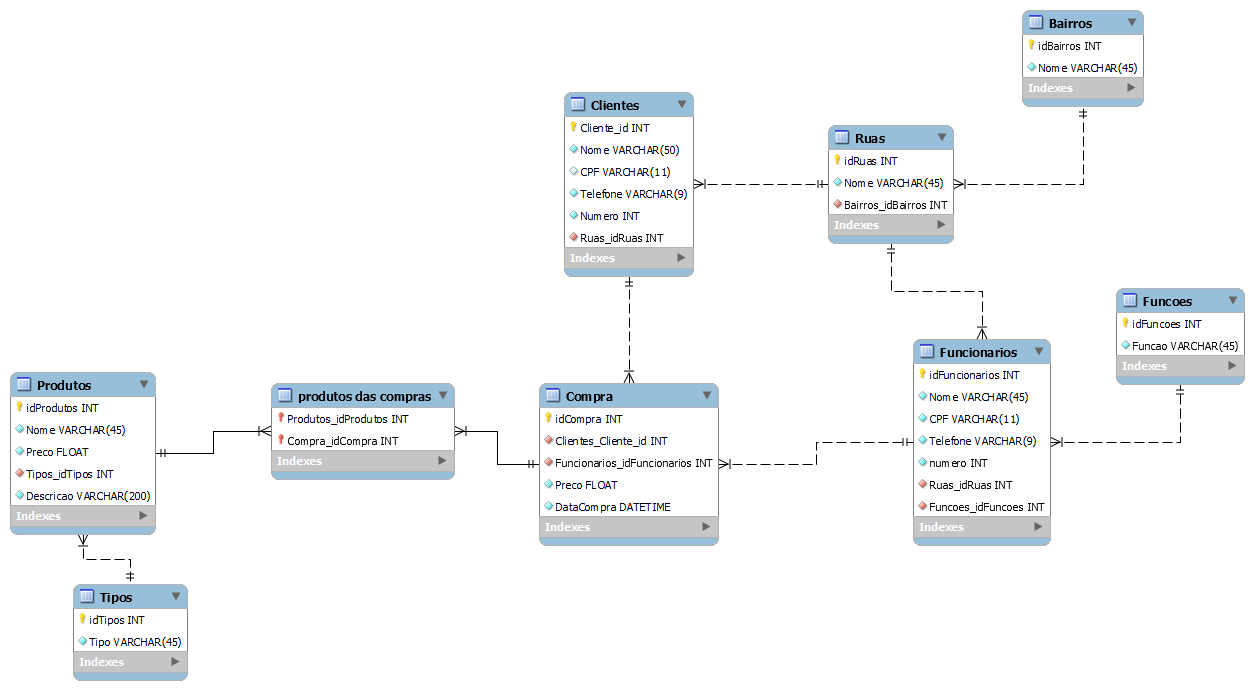 Bairros
idBairros INT
Nome VARCHAR(45)
Indexes
Clientes
Cliente_id INT
Nome VARCHAR(50)
CPF VARCHAR(11)
Telefone VARCHAR(9)
Numero INT
Ruas_idRuas INT
Indexes
Ruas
idRuas INT
Nome VARCHAR(45)
Bairros_idBairros INT
Indexes
Funcoes
idFuncoes INT
Funcao VARCHAR(45)
Indexes
Funcionarios
idFuncionarios INT
Nome VARCHAR(45)
CPF VARCHAR(11)
Telefone VARCHAR(9)
numero INT
Ruas_idRuas INT
Funcoes_idFuncoes INT
Indexes
Produtos
idProdutos INT
Nome VARCHAR(45)
Preco FLOAT
Tipos_idTipos INT
Descricao VARCHAR(200)
Indexes
produtos das compras
Produtos_idProdutos INT
Compra_idCompra INT
Indexes
Compra
idCompra INT
Clientes_Cliente_id INT
Funcionarios_idFuncionarios INT
Preco FLOAT
DataCompra DATETIME
Indexes
Tipos
idTipos INT
Tipo VARCHAR(45)
Indexes